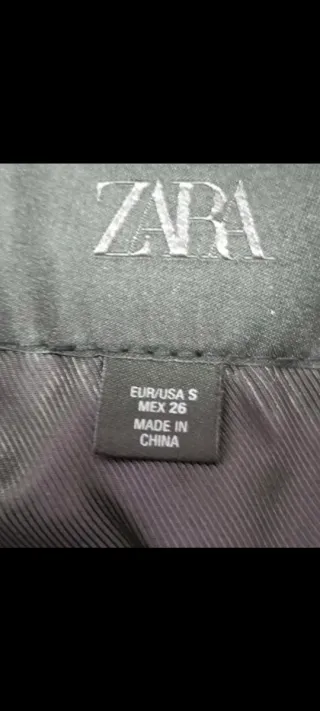 ZARA
EUR/USA S
MEX 26
MADE IN
CHINA